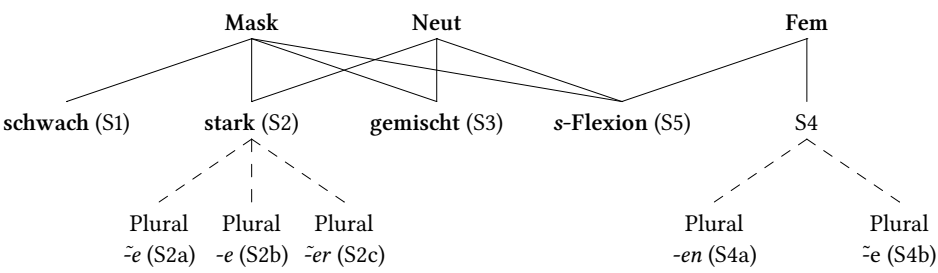 Mask Neut Fem
schwach (S1) stark (S2) gemischt (S3) s-Flexion (S5) S4
Plural Plural Plural Plural Plural
-̃e (S2a) -e (S2b) -̃er (S2c) -en (S4a) -̃e (S4b)